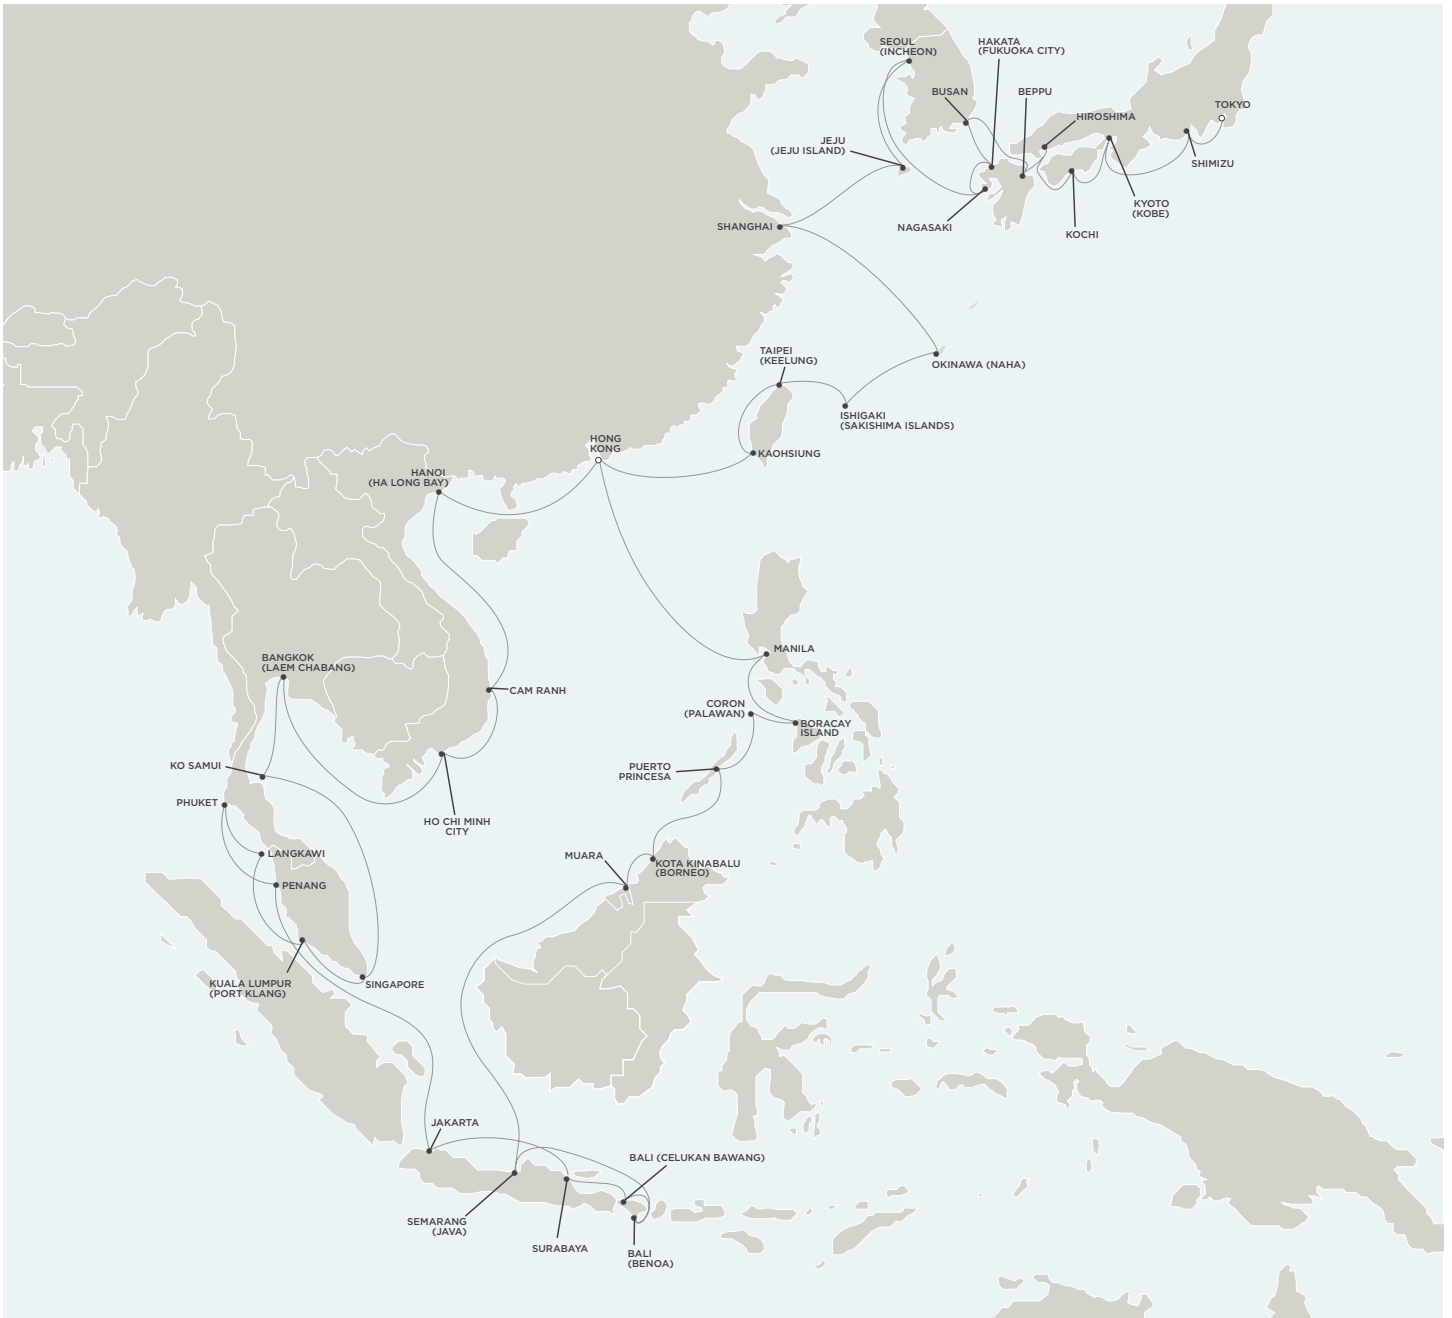 SEOUL
(INCHEON)
HAKATA
(FUKUOKA CITY)
BUSAN
BEPPU
HIROSHIMA
TOKYO
JEJU
(JEJU ISLAND)
SHIMIZU
KYOTO
(KOBE)
NAGASAKI
KOCHI
SHANGHAI
TAIPEI
(KEELUNG)
OKINAWA (NAHA)
ISHIGAKI
(SAKISHIMA ISLANDS)
HONG
KONG
KAOHSIUNG
HANOI
(HA LONG BAY)
MANILA
BANGKOK
(LAEM CHABANG)
CAM RANH
CORON
(PALAWAN)
BORACAY
ISLAND
KO SAMUI
PUERTO
PRINCESA
PHUKET
HO CHI MINH
CITY
LANGKAWI
MUARA
KOTA KINABALU
(BORNEO)
PENANG
KUALA LUMPUR
(PORT KLANG)
SINGAPORE
JAKARTA
BALI (CELUKAN BAWANG)
SEMARANG
(JAVA)
SURABAYA
BALI
(BENOA)